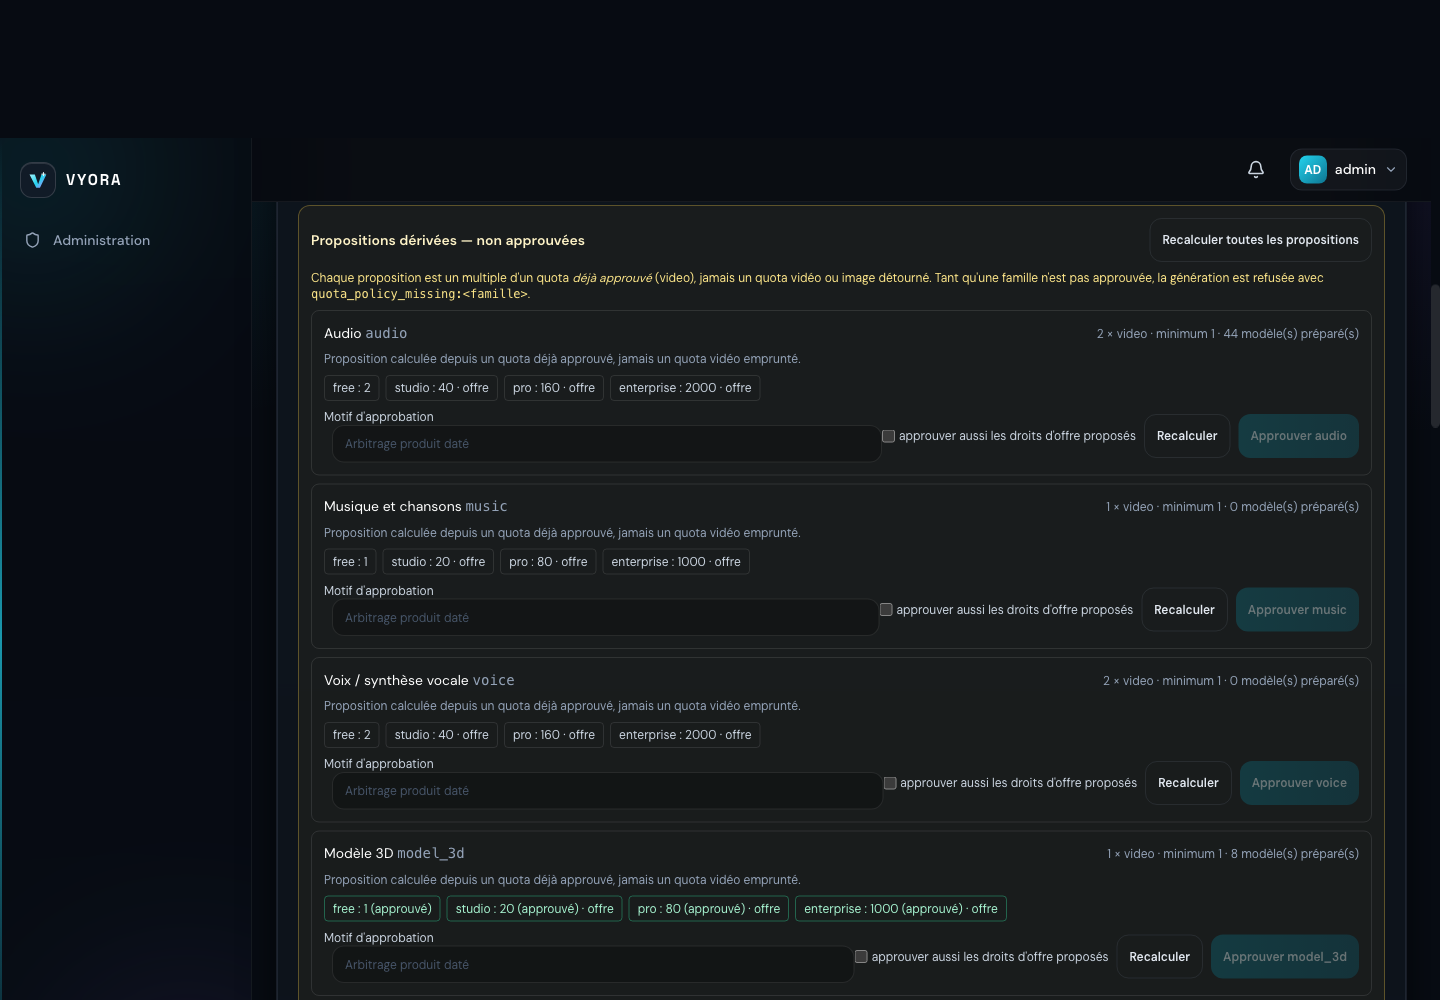 VYORA
AD admin
Administration
Propositions dérivées — non approuvées
Recalculer toutes les propositions
Chaque proposition est un multiple d'un quota déjà approuvé (video), jamais un quota vidéo ou image détourné. Tant qu'une famille n'est pas approuvée, la génération est refusée avec
quota_policy_missing:<famille>.
Audio audio
2 × video · minimum 1 · 44 modèle(s) préparé(s)
Proposition calculée depuis un quota déjà approuvé, jamais un quota vidéo emprunté.
free : 2 studio : 40 · offre pro : 160 · offre enterprise : 2000 · offre
Motif d'approbation
Arbitrage produit daté approuver aussi les droits d'offre proposés Recalculer Approuver audio
Musique et chansons music
1 × video · minimum 1 · 0 modèle(s) préparé(s)
Proposition calculée depuis un quota déjà approuvé, jamais un quota vidéo emprunté.
free : 1 studio : 20 · offre pro : 80 · offre enterprise : 1000 · offre
Motif d'approbation
Arbitrage produit daté approuver aussi les droits d'offre proposés Recalculer Approuver music
Voix / synthèse vocale voice
2 × video · minimum 1 · 0 modèle(s) préparé(s)
Proposition calculée depuis un quota déjà approuvé, jamais un quota vidéo emprunté.
free : 2 studio : 40 · offre pro : 160 · offre enterprise : 2000 · offre
Motif d'approbation
Arbitrage produit daté approuver aussi les droits d'offre proposés Recalculer Approuver voice
Modèle 3D model_3d
1 × video · minimum 1 · 8 modèle(s) préparé(s)
Proposition calculée depuis un quota déjà approuvé, jamais un quota vidéo emprunté.
free : 1 (approuvé) studio : 20 (approuvé) · offre pro : 80 (approuvé) · offre enterprise : 1000 (approuvé) · offre
Motif d'approbation
Arbitrage produit daté approuver aussi les droits d'offre proposés Recalculer Approuver model_3d